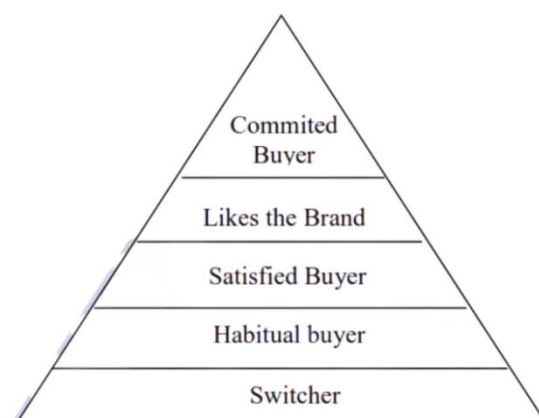 Commited
Buyer
Likes the Brand
Satisfied Buyer
Habitual buyer
Switcher